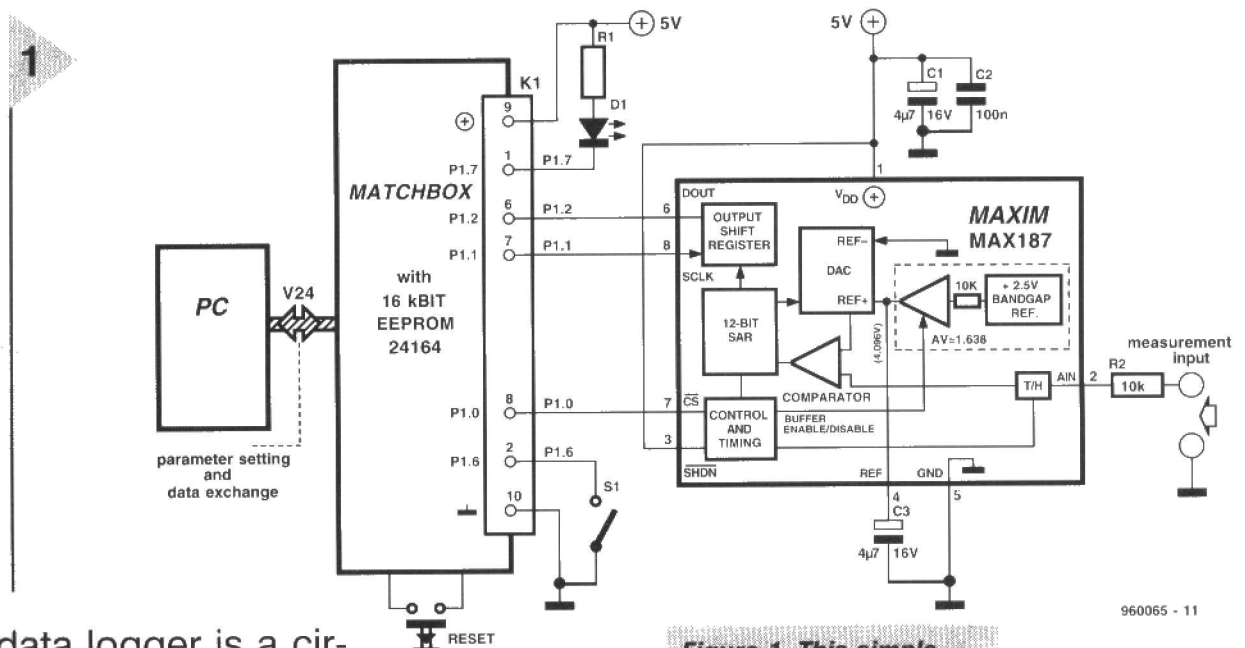 1
5V
R1
D1
K1
9
1
P1.7
P1.7
MATCHBOX
6
P1.2
P1.2
7
P1.1
P1.1
with
16 kBIT
EEPROM
24164
PC
V24
parameter setting
and
data exchange
8
P1.0
P1.0
2
P1.6
P1.6
10
S1
RESET
5V
C1
C2
4µ7
16V
100n
1
VDD
MAXIM
MAX187
DOUT
6
8
SCLK
OUTPUT
SHIFT
REGISTER
REF–
DAC
REF+
12-BIT
SAR
(4.096V)
10K
+ 2.5V
BANDGAP
REF.
AV=1.638
COMPARATOR
T/H
AIN
2
R2
10k
measurement
input
7
CS
CONTROL
AND
TIMING
BUFFER
ENABLE/DISABLE
3
SHDN
REF
GND
4
5
C3
4µ7
16V
960065 - 11
data logger is a cir-
Figure 1. This simple